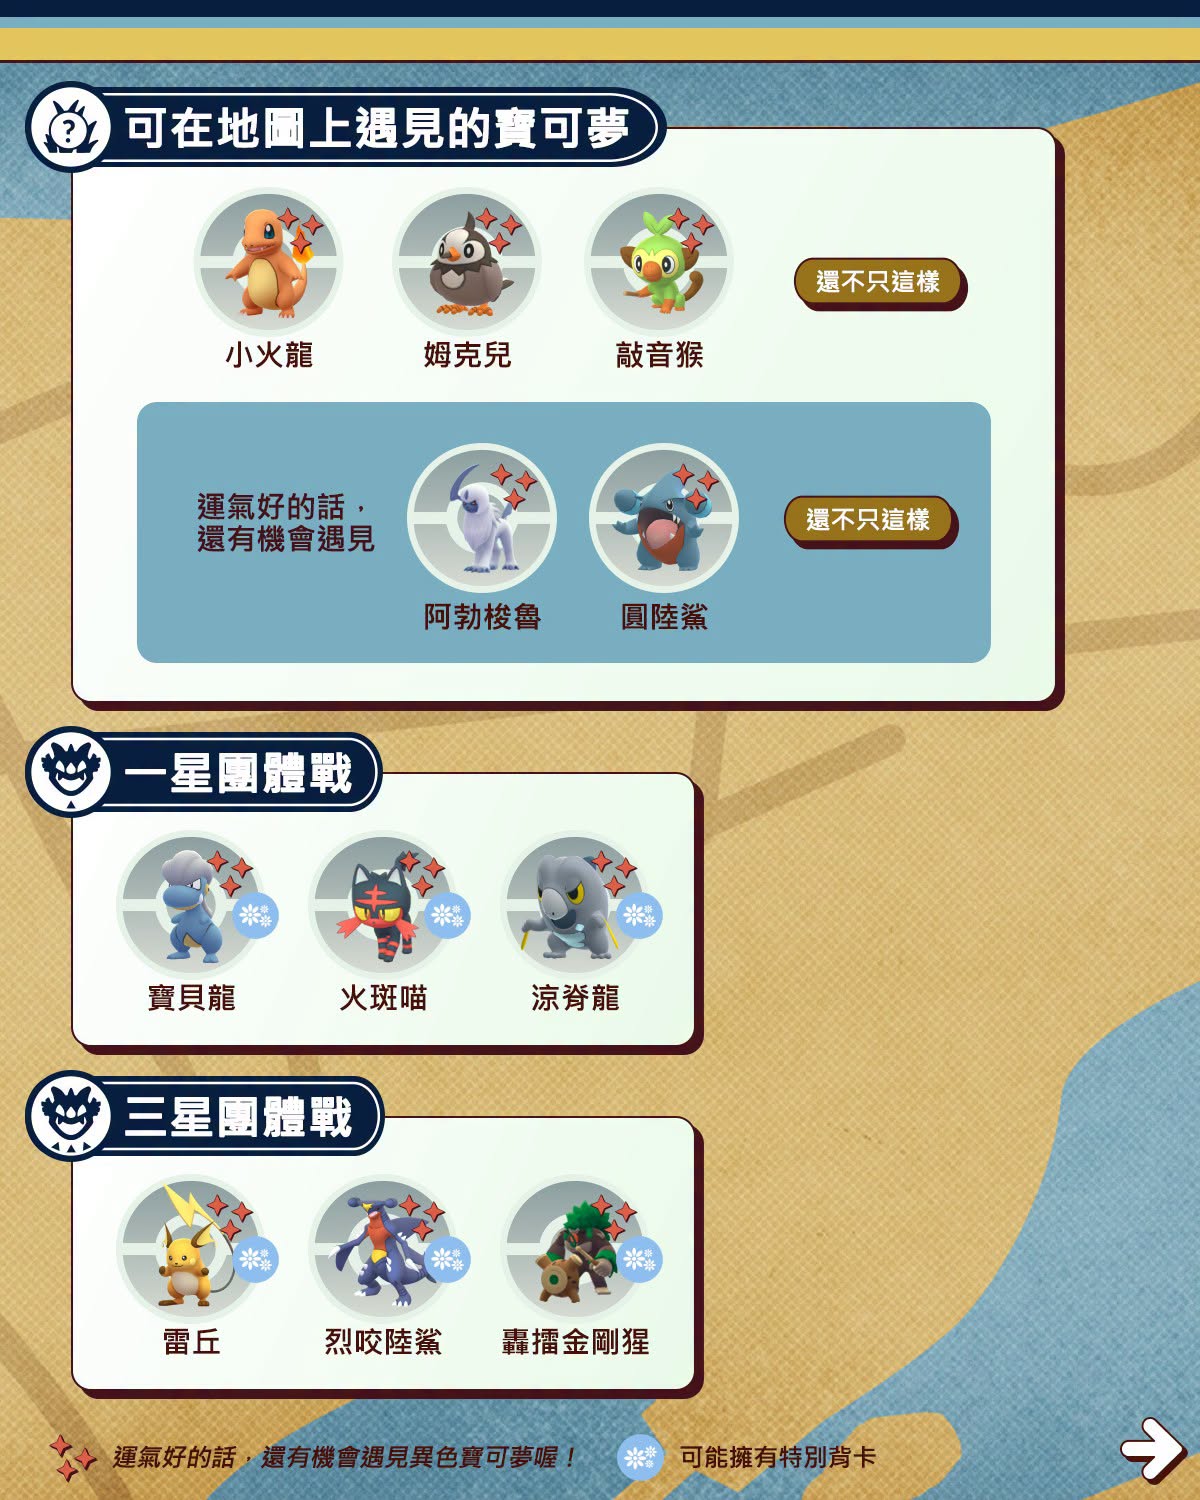 可在地圖上遇見的寶可夢
小火龍
姆克兒
敲音猴
還不只這樣
運氣好的話，
還有機會遇見
阿勃梭魯
圓陸鯊
還不只這樣
一星團體戰
寶貝龍
火斑喵
涼脊龍
三星團體戰
雷丘
烈咬陸鯊
轟擂金剛猩
運氣好的話，還有機會遇見異色寶可夢喔！
可能擁有特別背卡